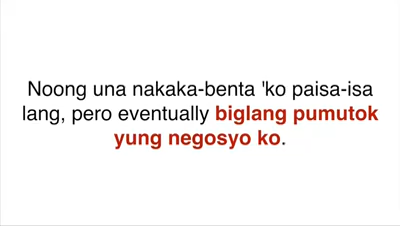 Noong una nakaka-benta 'ko paisa-isa
lang, pero eventually biglang pumutok
yung negosyo ko.